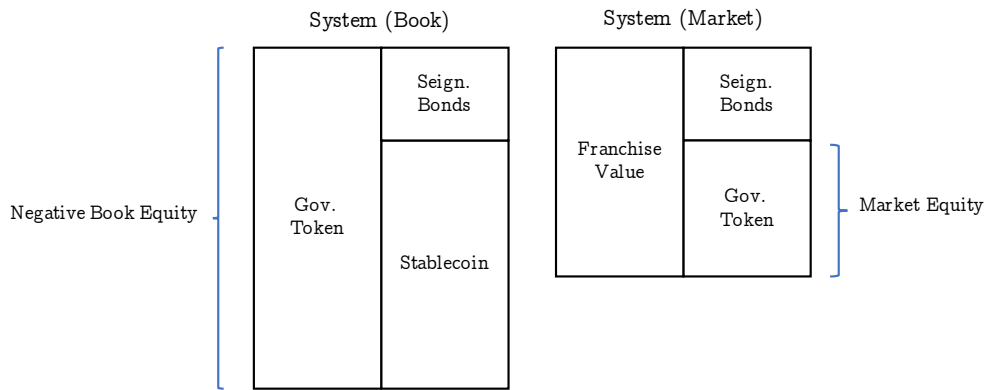 System (Book)
System (Market)
Seign.
Bonds
Gov.
Token
Stablecoin
Negative Book Equity
Franchise
Value
Seign.
Bonds
Gov.
Token
Market Equity